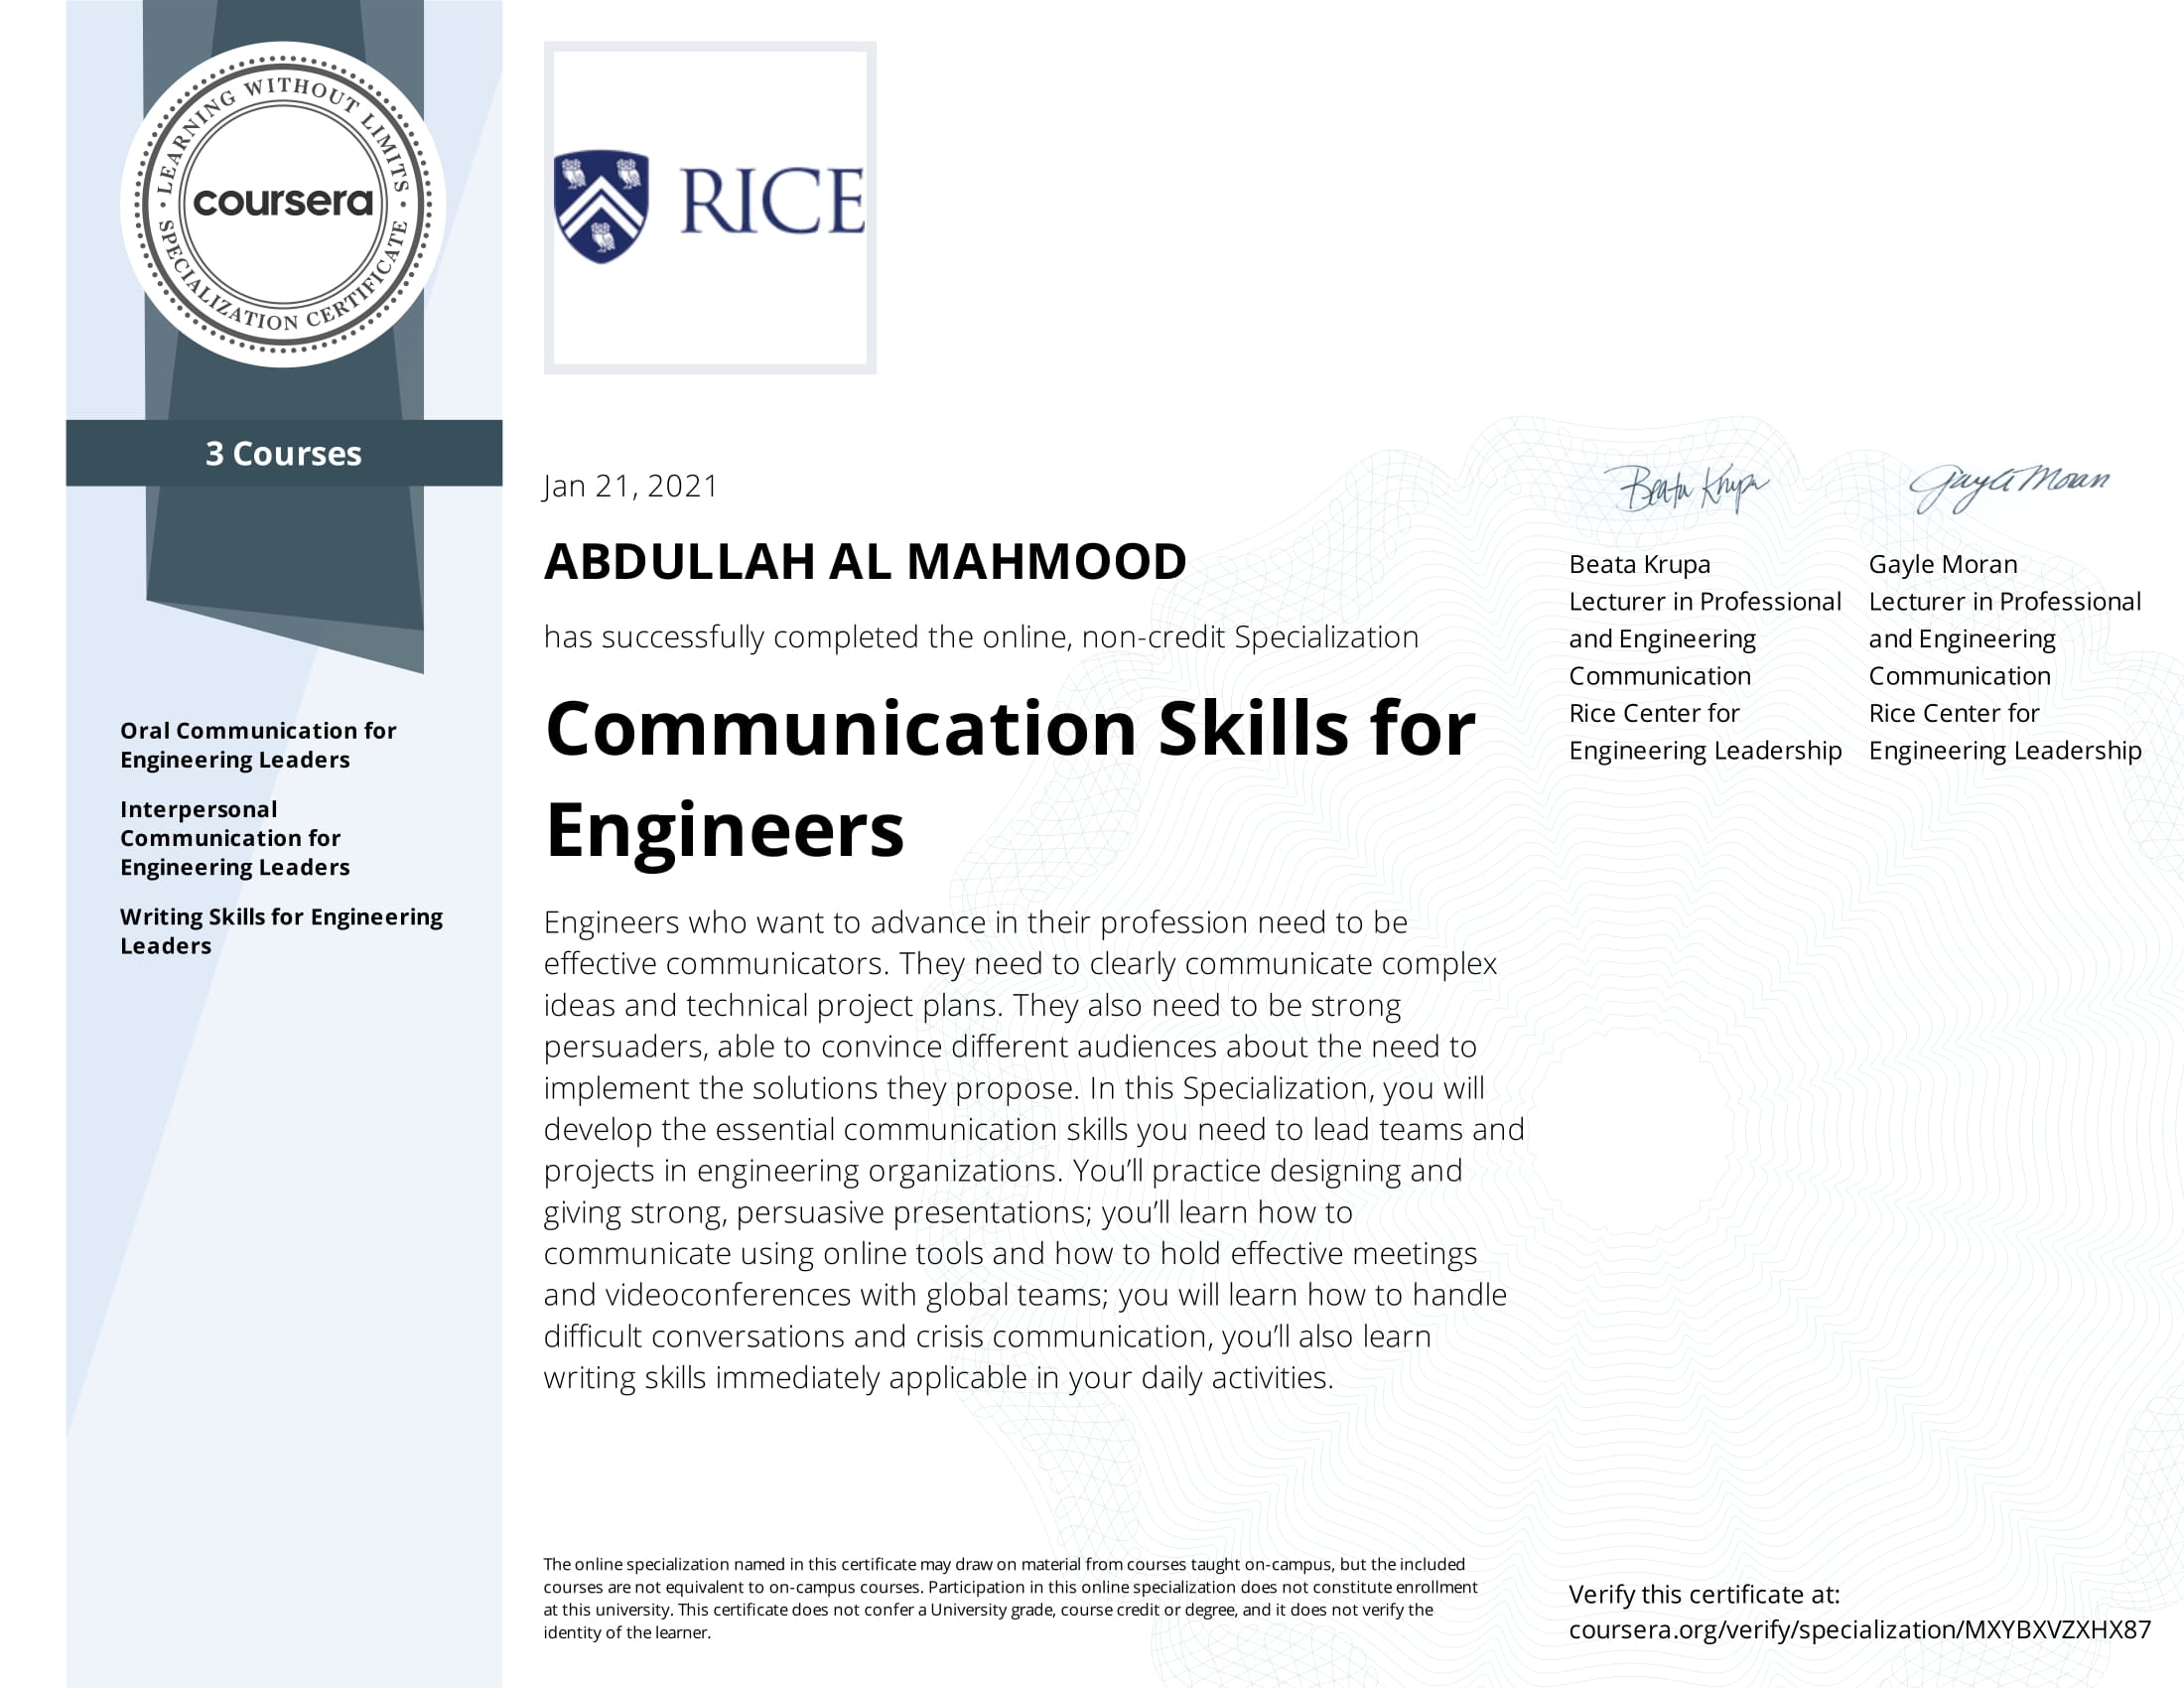 LEARNING WITHOUT LIMITS
coursera
SPECIALIZATION CERTIFICATE
3 Courses
Oral Communication for
Engineering Leaders
Interpersonal
Communication for
Engineering Leaders
Writing Skills for Engineering
Leaders
RICE
Jan 21, 2021
ABDULLAH AL MAHMOOD
has successfully completed the online, non-credit Specialization
Communication Skills for
Engineers
Engineers who want to advance in their profession need to be
effective communicators. They need to clearly communicate complex
ideas and technical project plans. They also need to be strong
persuaders, able to convince different audiences about the need to
implement the solutions they propose. In this Specialization, you will
develop the essential communication skills you need to lead teams and
projects in engineering organizations. You’ll practice designing and
giving strong, persuasive presentations; you’ll learn how to
communicate using online tools and how to hold effective meetings
and videoconferences with global teams; you will learn how to handle
difficult conversations and crisis communication, you’ll also learn
writing skills immediately applicable in your daily activities.
The online specialization named in this certificate may draw on material from courses taught on-campus, but the included
courses are not equivalent to on-campus courses. Participation in this online specialization does not constitute enrollment
at this university. This certificate does not confer a University grade, course credit or degree, and it does not verify the
identity of the learner.
Beata Krupa
Beata Krupa
Lecturer in Professional
and Engineering
Communication
Rice Center for
Engineering Leadership
Gayle Moran
Gayle Moran
Lecturer in Professional
and Engineering
Communication
Rice Center for
Engineering Leadership
Verify this certificate at:
coursera.org/verify/specialization/MXYBXVZXHX87